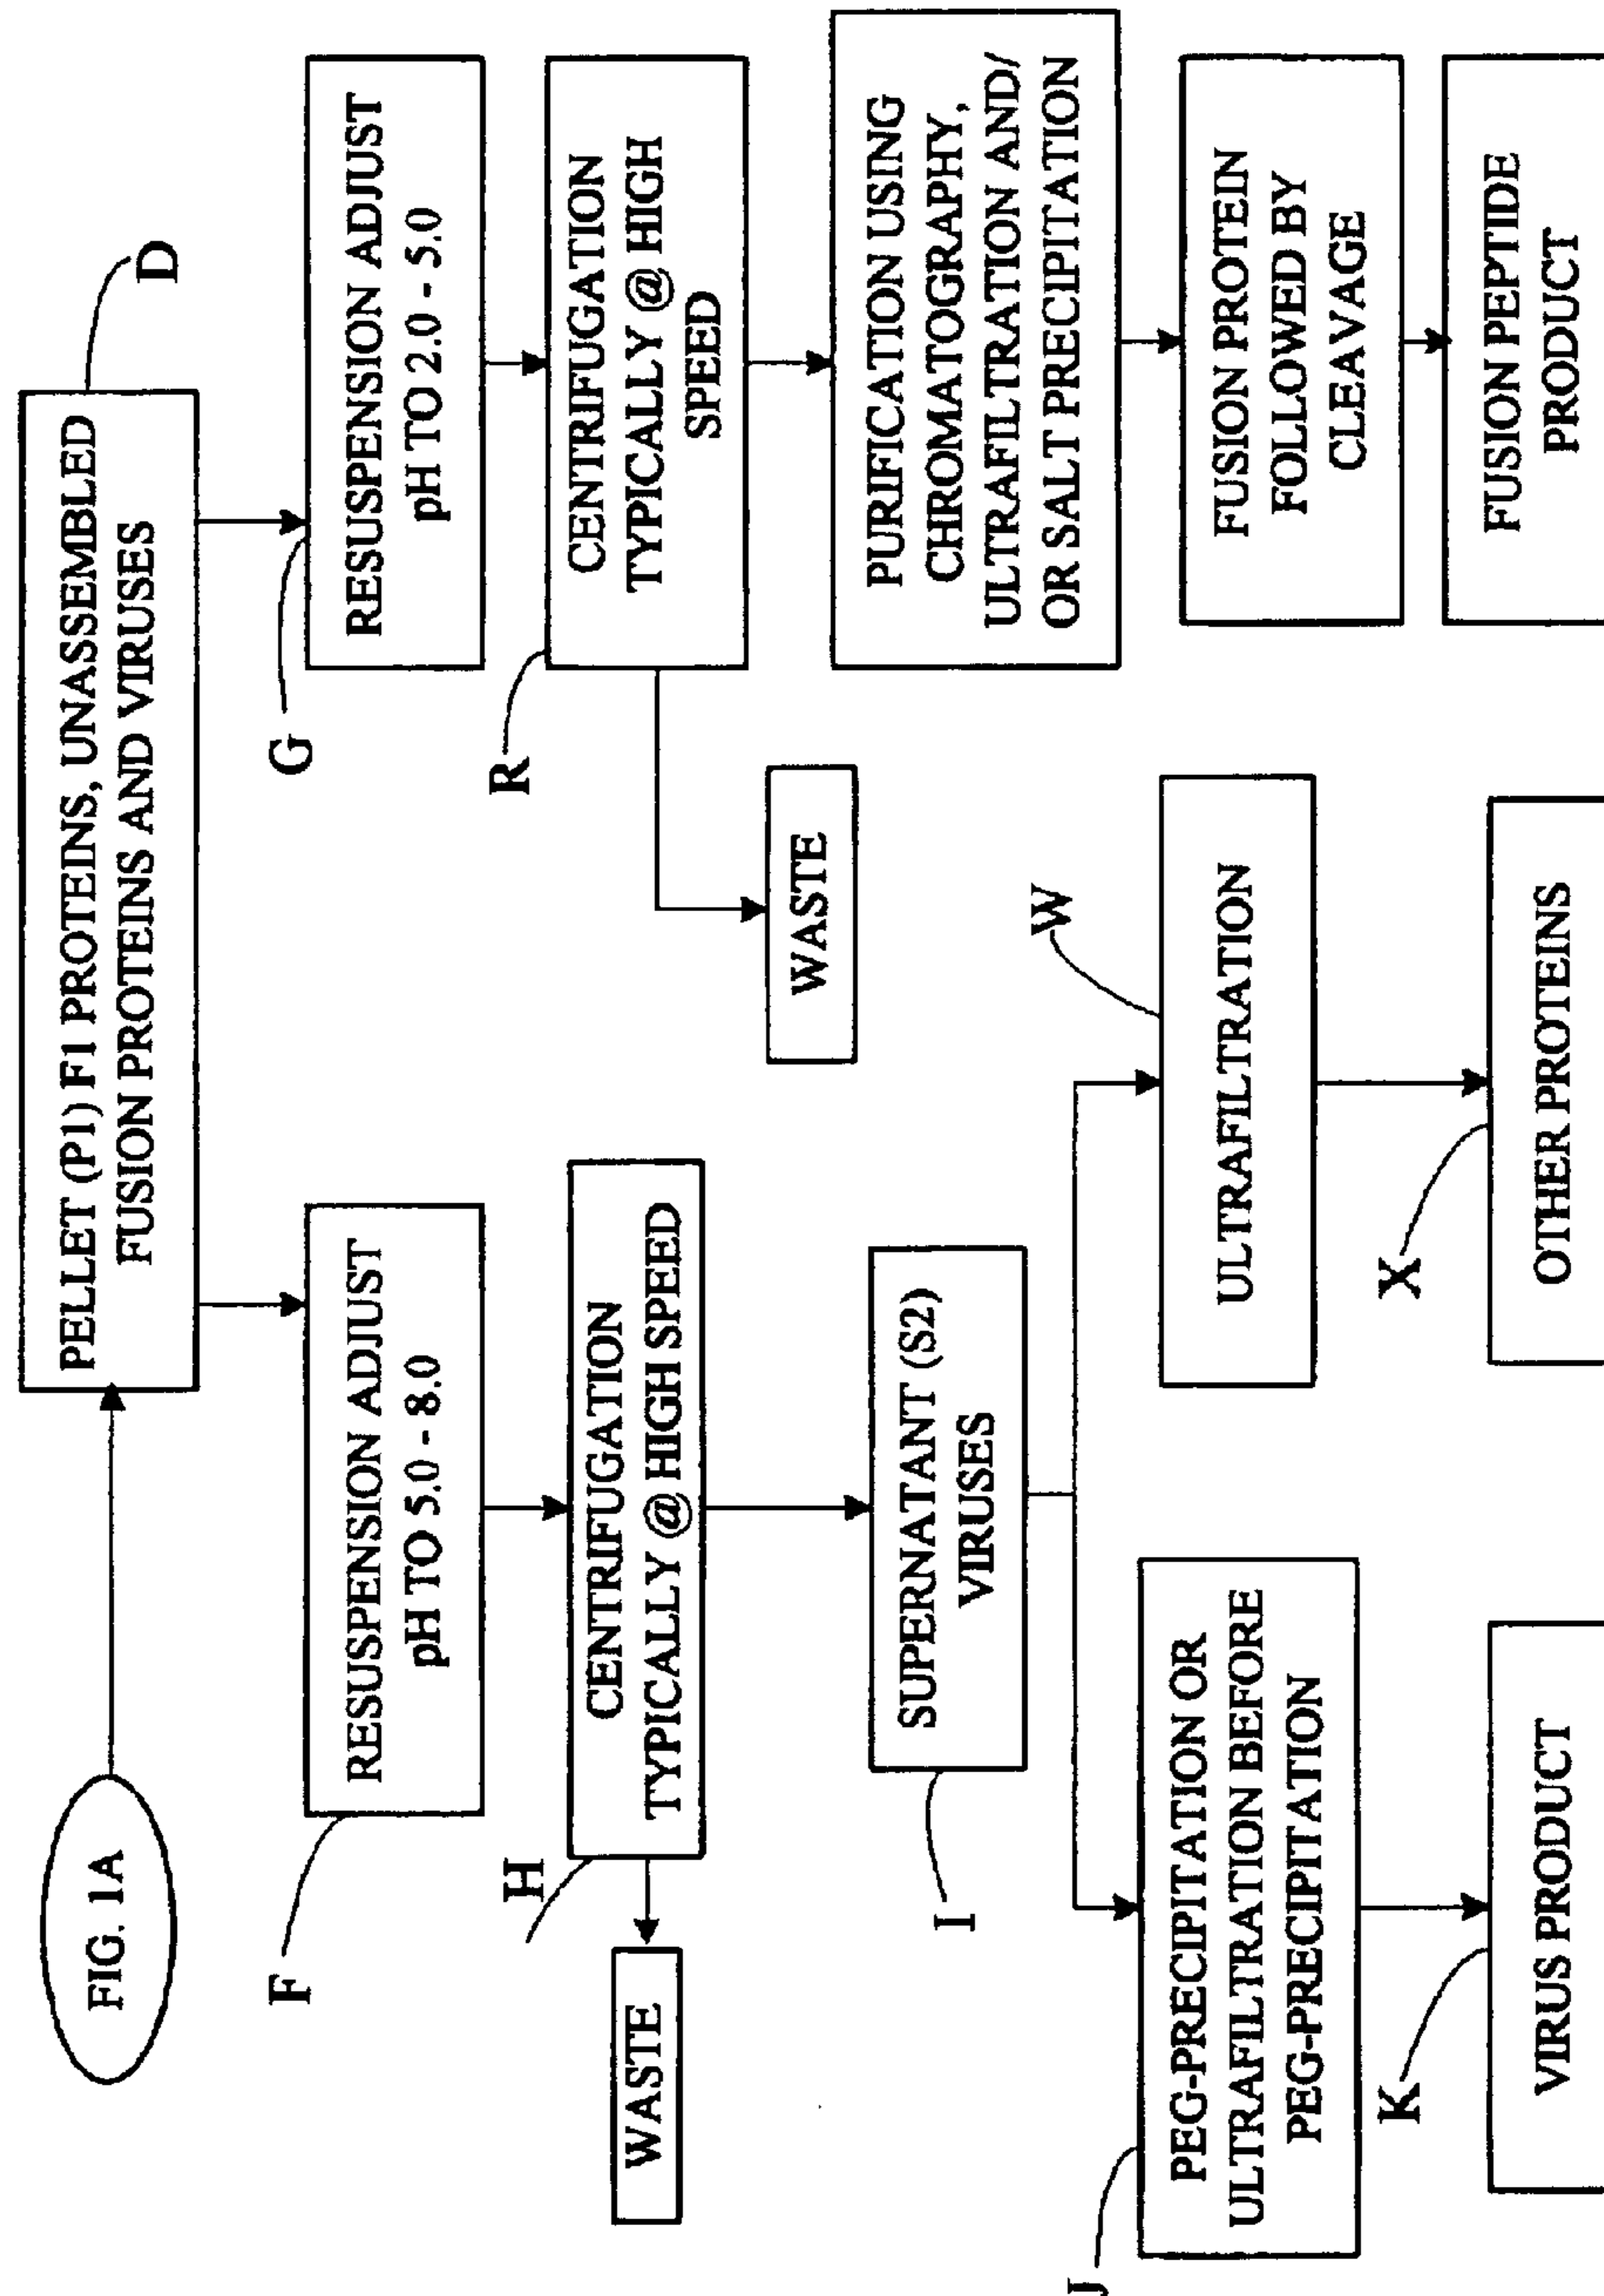 FIG. 1A
PELLET (P1) F1 PROTEINS, UNASSEMBLED
FUSION PROTEINS AND VIRUSES
D
F
RESUSPENSION ADJUST
pH TO 5.0 - 8.0
G
RESUSPENSION ADJUST
pH TO 2.0 - 5.0
WASTE
H
CENTRIFUGATION
TYPICALLY @ HIGH SPEED
R
CENTRIFUGATION
TYPICALLY @ HIGH
SPEED
WASTE
I
SUPERNATANT (S2)
VIRUSES
PURIFICATION USING
CHROMATOGRAPHY,
ULTRAFILTRATION AND/
OR SALT PRECIPITATION
J
PEG-PRECIPITATION OR
ULTRAFILTRATION BEFORE
PEG-PRECIPITATION
W
ULTRAFILTRATION
FUSION PROTEIN
FOLLOWED BY
CLEAVAGE
K
VIRUS PRODUCT
X
OTHER PROTEINS
FUSION PEPTIDE
PRODUCT